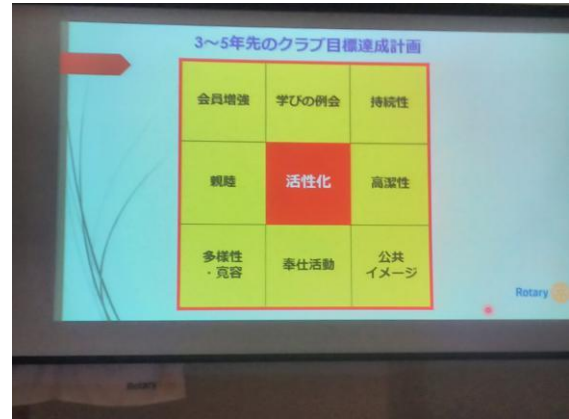 3～5年先のクラブ目標達成計画
会員増強
学びの例会
持続性
親睦
活性化
高潔性
多様性
・寛容
奉仕活動
公共
イメージ
Rotary
Rotary